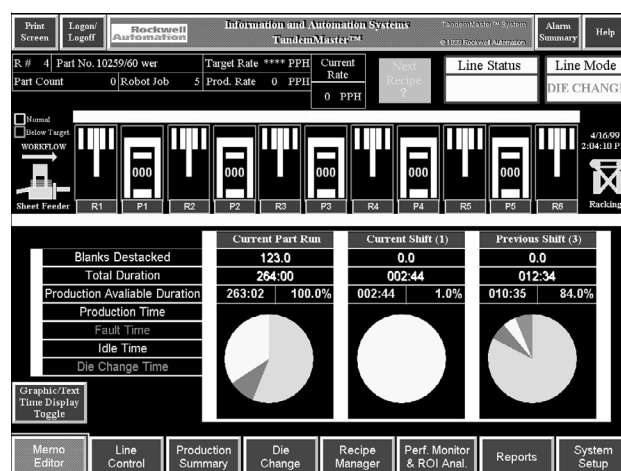 Print Screen
Logon/ Logoff
Rockwell Automation
Information and Automation Systems
TandemMaster™
TandemMaster™ System
© 1999 Rockwell Automation
Alarm Summary
Help
R # 4 Part No. 10259/60 wer
Target Rate **** PPH
Current Rate
0 PPH
Part Count 0 Robot Job 5 Prod. Rate 0 PPH
Next Recipe ?
Line Status
Line Mode
DIE CHANGE
Normal
Below Target
WORKFLOW
4/16/99
2:04:10 P
000 000 000 000 000
Sheet Feeder R1 P1 R2 P2 R3 P3 R4 P4 R5 P5 R6 Racking
Current Part Run Current Shift (1) Previous Shift (3)
Blanks Destacked 123.0 0.0 0.0
Total Duration 264:00 002:44 012:34
Production Avaliable Duration 263:02 100.0% 002:44 1.0% 010:35 84.0%
Production Time
Fault Time
Idle Time
Die Change Time
Graphic/Text
Time Display
Toggle
Memo Editor
Line Control
Production Summary
Die Change
Recipe Manager
Perf. Monitor & ROI Anal.
Reports
System Setup